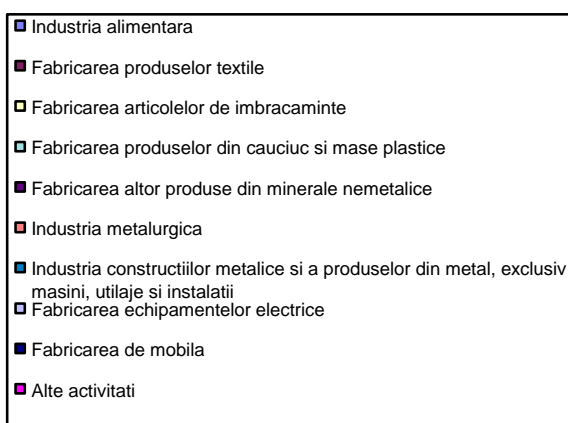 Industria alimentara
Fabricarea produselor textile
Fabricarea articolelor de imbracaminte
Fabricarea produselor din cauciuc si mase plastice
Fabricarea altor produse din minerale nemetalice
Industria metalurgica
Industria constructiilor metalice si a produselor din metal, exclusiv
masini, utilaje si instalatii
Fabricarea echipamentelor electrice
Fabricarea de mobila
Alte activitati